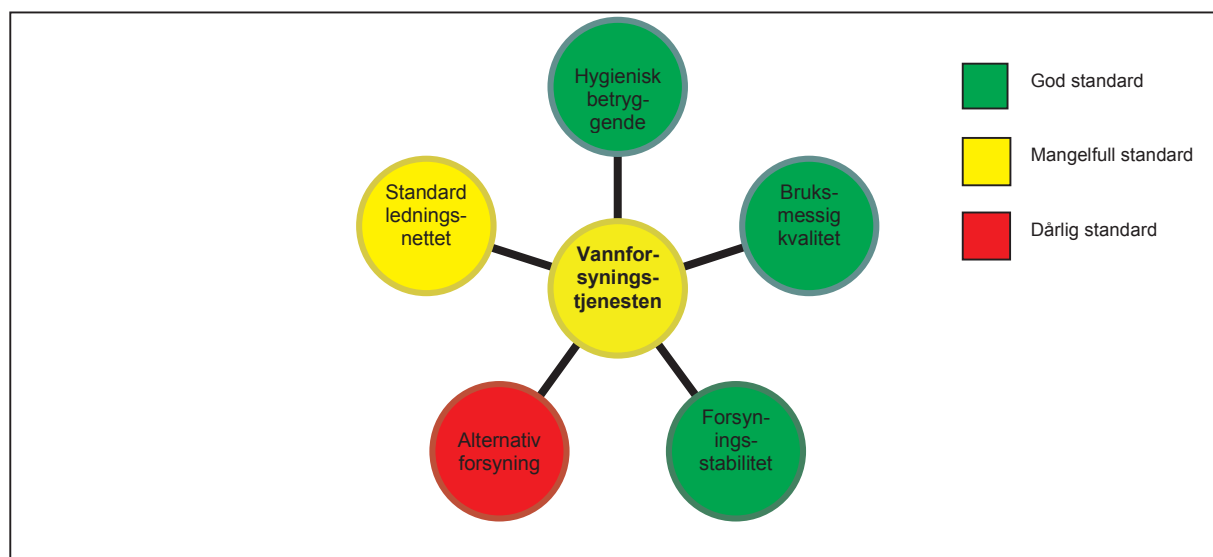 Hygienisk
betryg-
gende
Standard
lednings-
nettet
Bruks-
messig
kvalitet
Vannfor-
synings-
tjenesten
Alternativ
forsyning
Forsyn-
ings-
stabilitet
God standard
Mangelfull standard
Dårlig standard